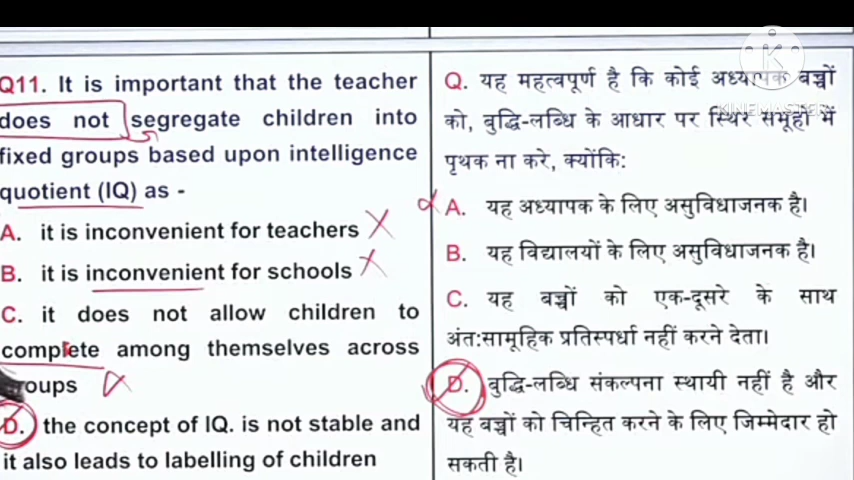 Q11. It is important that the teacher
does not segregate children into
fixed groups based upon intelligence
quotient (IQ) as -
A. it is inconvenient for teachers
B. it is inconvenient for schools
C. it does not allow children to
complete among themselves across
roups
D. the concept of IQ. is not stable and
it also leads to labelling of children
Q. यह महत्वपूर्ण है कि कोई अध्यापक बच्चों
को, बुद्धि-लब्धि के आधार पर स्थिर समूहों में
पृथक ना करे, क्योंकि:
A. यह अध्यापक के लिए असुविधाजनक है।
B. यह विद्यालयों के लिए असुविधाजनक है।
C. यह बच्चों को एक-दूसरे के साथ
अंत:सामूहिक प्रतिस्पर्धा नहीं करने देता।
D. बुद्धि-लब्धि संकल्पना स्थायी नहीं है और
यह बच्चों को चिन्हित करने के लिए जिम्मेदार हो
सकती है।
KINEMASTER